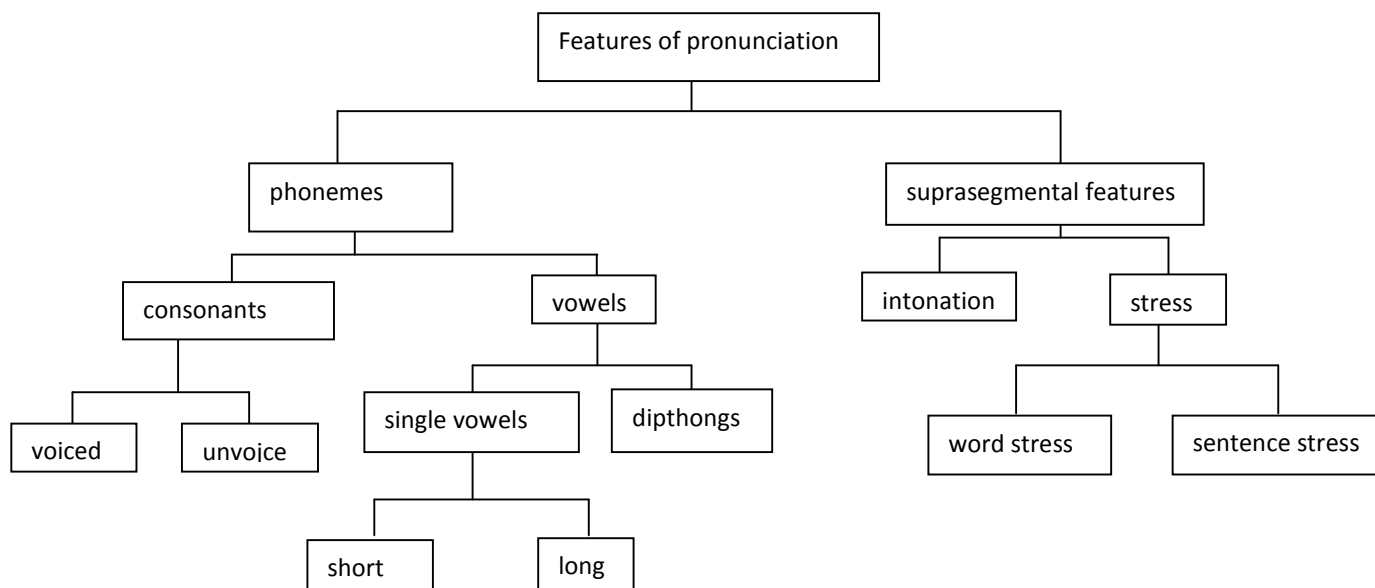 Features of pronunciation
phonemes
suprasegmental features
consonants
vowels
intonation
stress
voiced
unvoice
single vowels
dipthongs
word stress
sentence stress
short
long